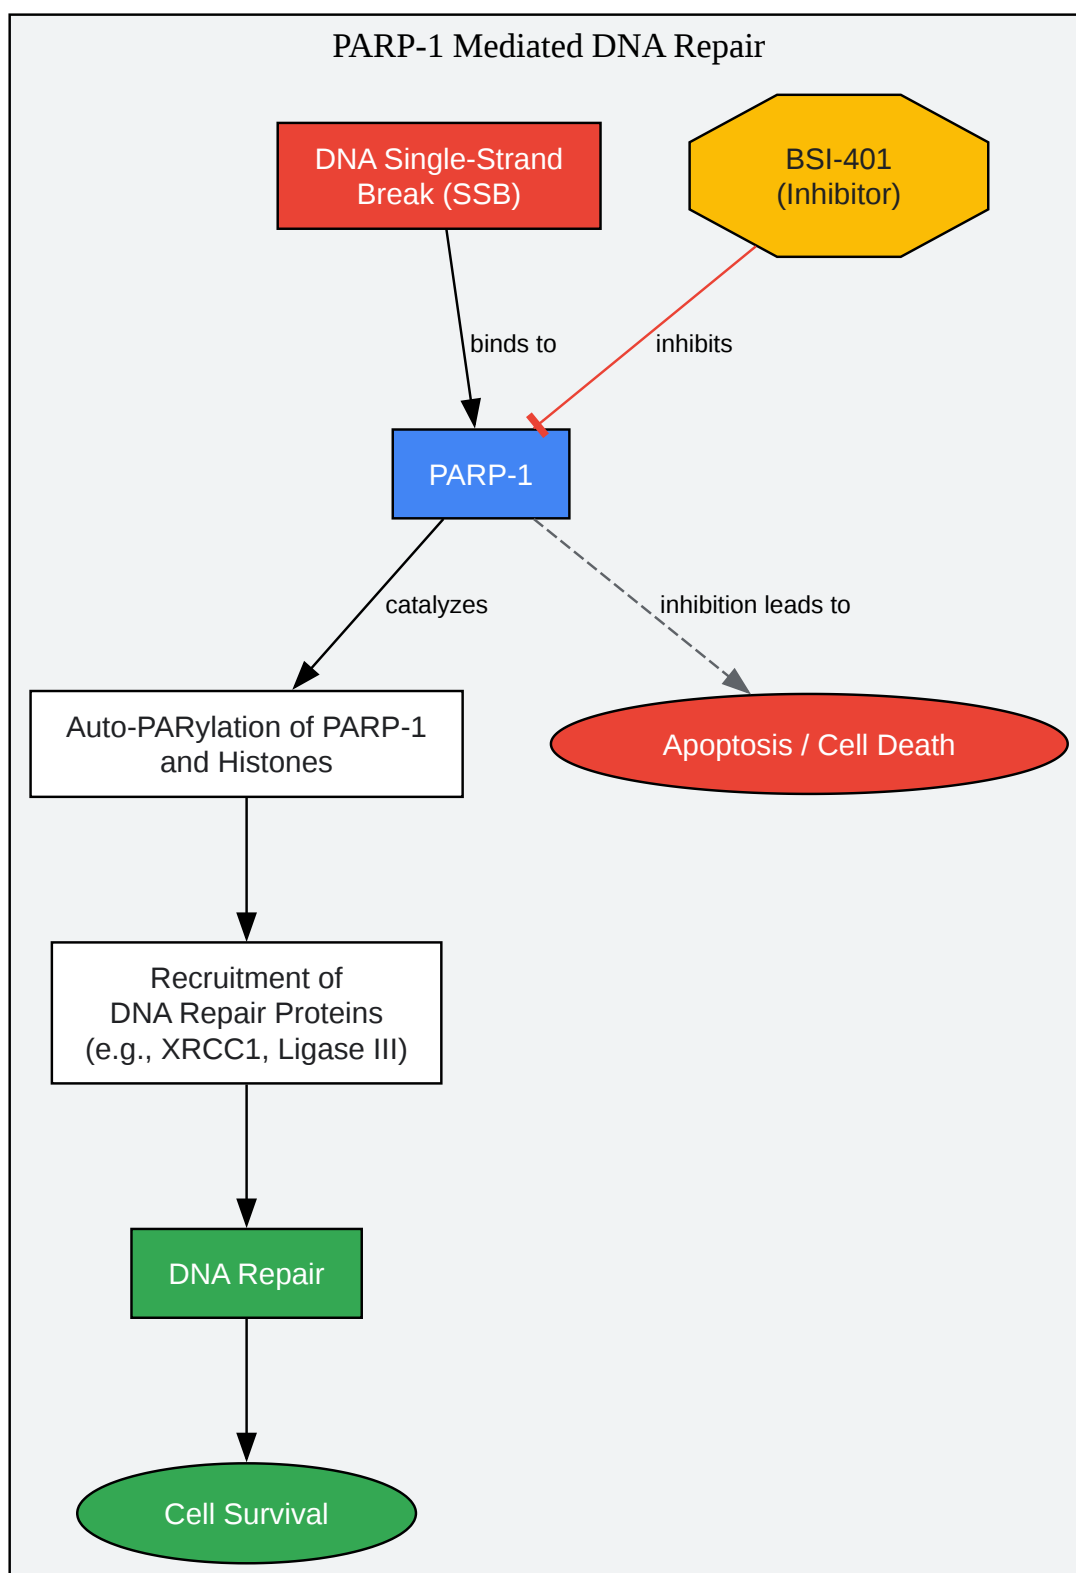 PARP-1 Mediated DNA Repair
DNA Single-Strand
Break (SSB)
BSI-401
(Inhibitor)
binds to
inhibits
PARP-1
catalyzes
inhibition leads to
Auto-PARylation of PARP-1
and Histones
Apoptosis / Cell Death
Recruitment of
DNA Repair Proteins
(e.g., XRCC1, Ligase III)
DNA Repair
Cell Survival